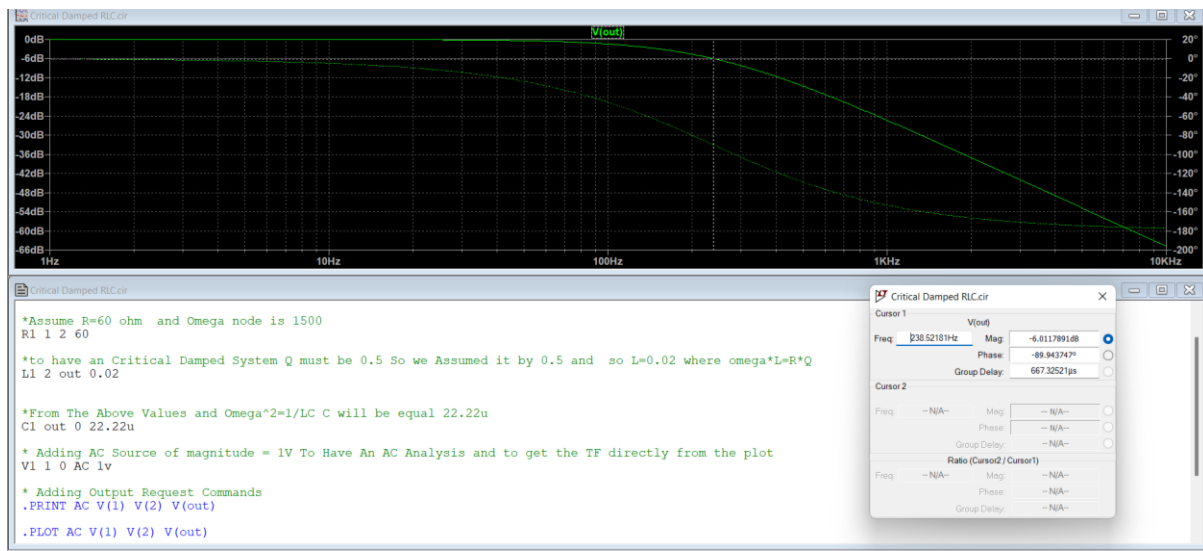 Critical Damped RLC.cir
V(out)
0dB
-6dB
-12dB
-18dB
-24dB
-30dB
-36dB
-42dB
-48dB
-54dB
-60dB
-66dB
20°
0°
-20°
-40°
-60°
-80°
-100°
-120°
-140°
-160°
-180°
-200°
1Hz 10Hz 100Hz 1KHz 10KHz
Critical Damped RLC.cir
*Assume R=60 ohm and Omega node is 1500
R1 1 2 60
*to have an Critical Damped System Q must be 0.5 So we Assumed it by 0.5 and so L=0.02 where omega*L=R*Q
L1 2 out 0.02
*From The Above Values and Omega^2=1/LC C will be equal 22.22u
C1 out 0 22.22u
* Adding AC Source of magnitude = 1V To Have An AC Analysis and to get the TF directly from the plot
V1 1 0 AC 1v
* Adding Output Request Commands
.PRINT AC V(1) V(2) V(out)
.PLOT AC V(1) V(2) V(out)
Critical Damped RLC.cir
Cursor 1
V(out)
Freq: 238.52181Hz Mag: -6.0117891dB
Phase: -89.943747°
Group Delay: 667.32521µs
Cursor 2
Freq: -- N/A-- Mag: -- N/A--
Phase: -- N/A--
Group Delay: -- N/A--
Ratio (Cursor2 / Cursor1)
Freq: -- N/A-- Mag: -- N/A--
Phase: -- N/A--
Group Delay: -- N/A--